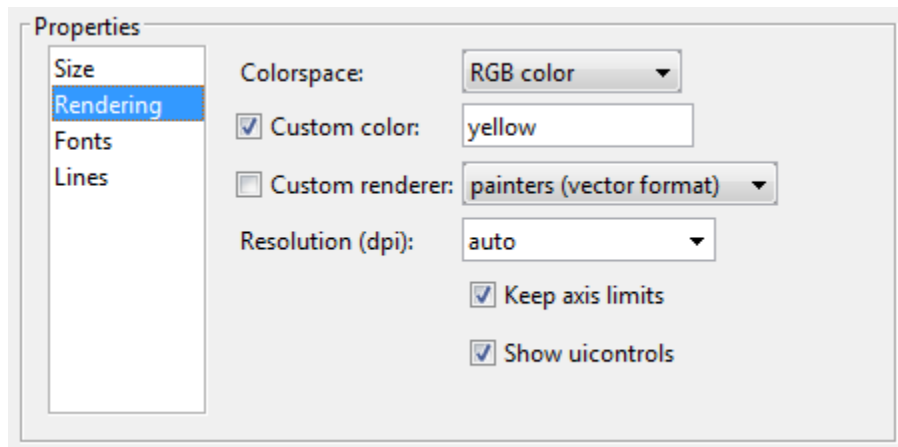 Properties
Size
Rendering
Fonts
Lines
Colorspace: RGB color
Custom color: yellow
Custom renderer: painters (vector format)
Resolution (dpi): auto
Keep axis limits
Show uicontrols